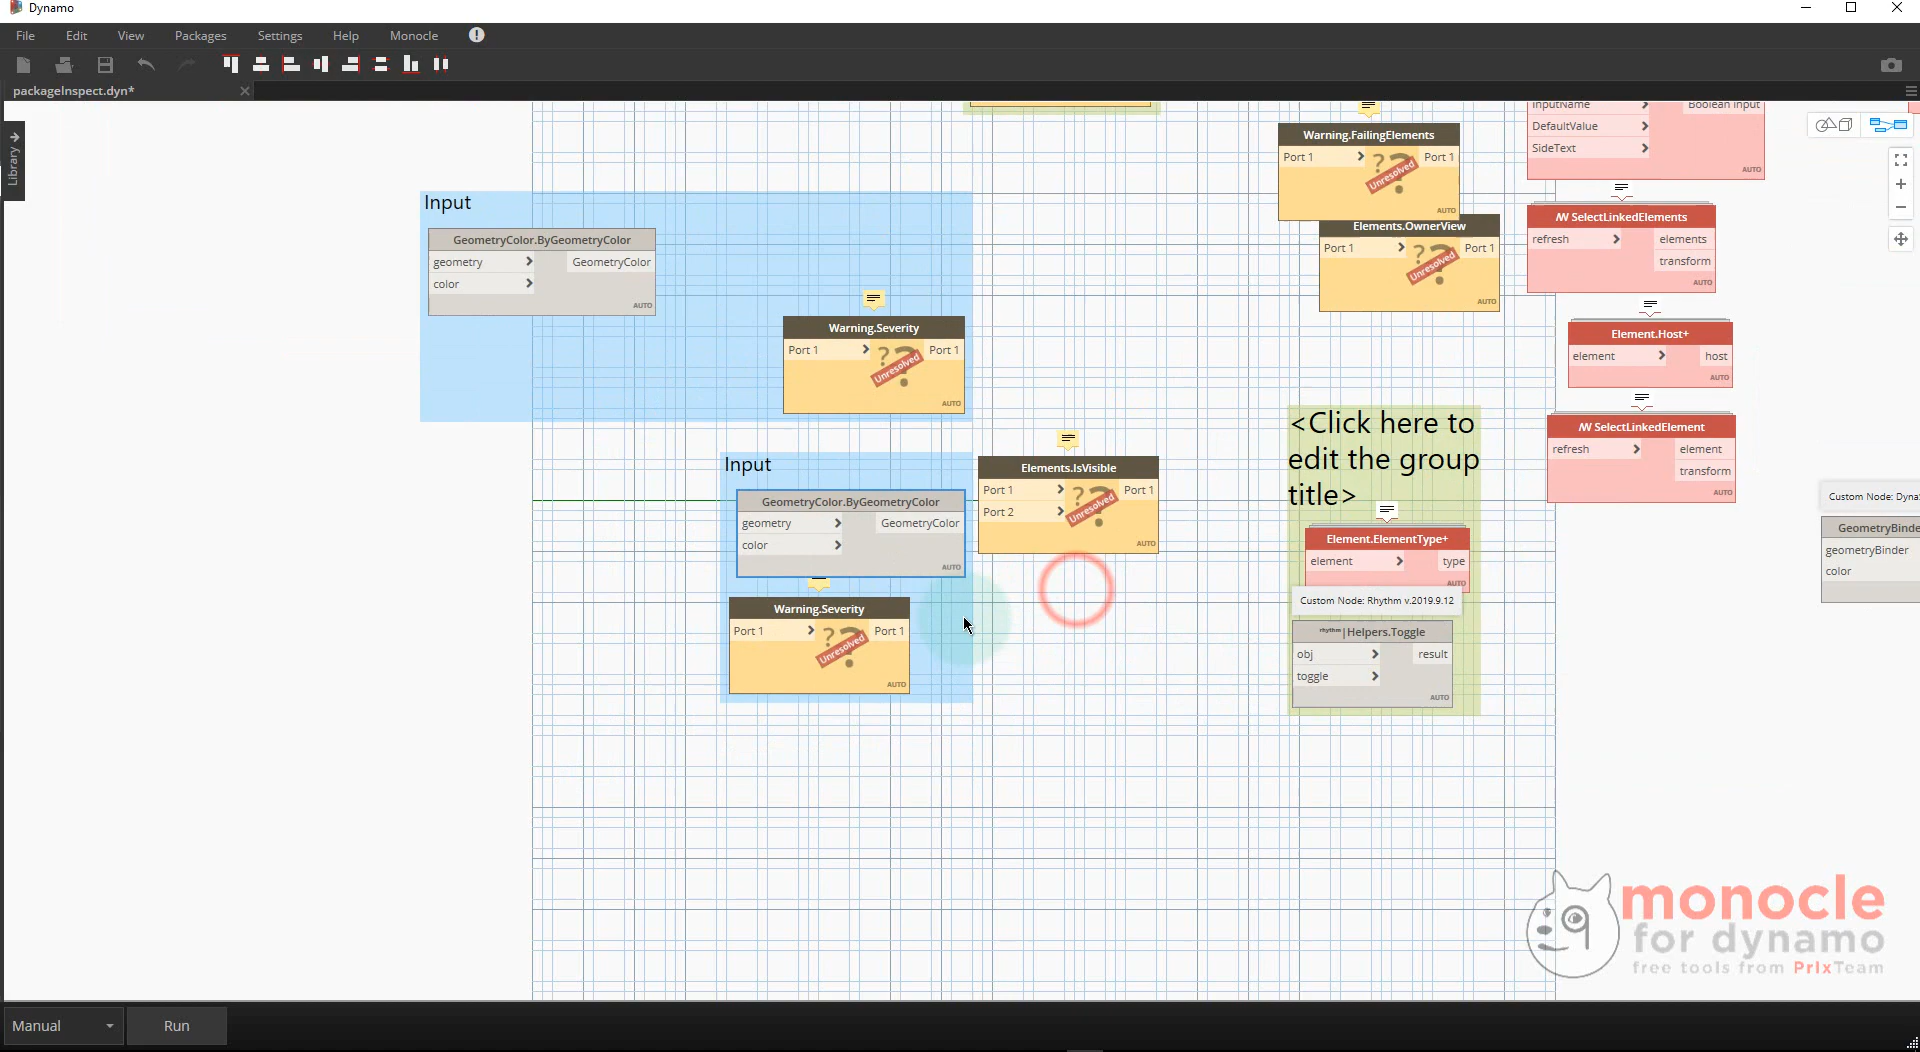 Dynamo
File Edit View Packages Settings Help Monocle
packageInspect.dyn*
Library
InputName Boolean Input
DefaultValue
SideText
AUTO
Warning.FailingElements
Port 1 Port 1
Unresolved
AUTO
Elements.OwnerView
Port 1 Port 1
Unresolved
AUTO
SelectLinkedElements
refresh elements
transform
AUTO
Element.Host+
element host
AUTO
SelectLinkedElement
refresh element
transform
AUTO
Input
GeometryColor.ByGeometryColor
geometry GeometryColor
color
AUTO
Warning.Severity
Port 1 Port 1
Unresolved
AUTO
Input
GeometryColor.ByGeometryColor
geometry GeometryColor
color
AUTO
Warning.Severity
Port 1 Port 1
Unresolved
AUTO
Elements.IsVisible
Port 1 Port 1
Port 2
Unresolved
AUTO
<Click here to
edit the group
title>
Element.ElementType+
element type
AUTO
Custom Node: Rhythm v.2019.9.12
rhythm|Helpers.Toggle
obj result
toggle
AUTO
Custom Node: Dyna
GeometryBinde
geometryBinder
color
monocle
for dynamo
free tools from PrlxTeam
Manual Run